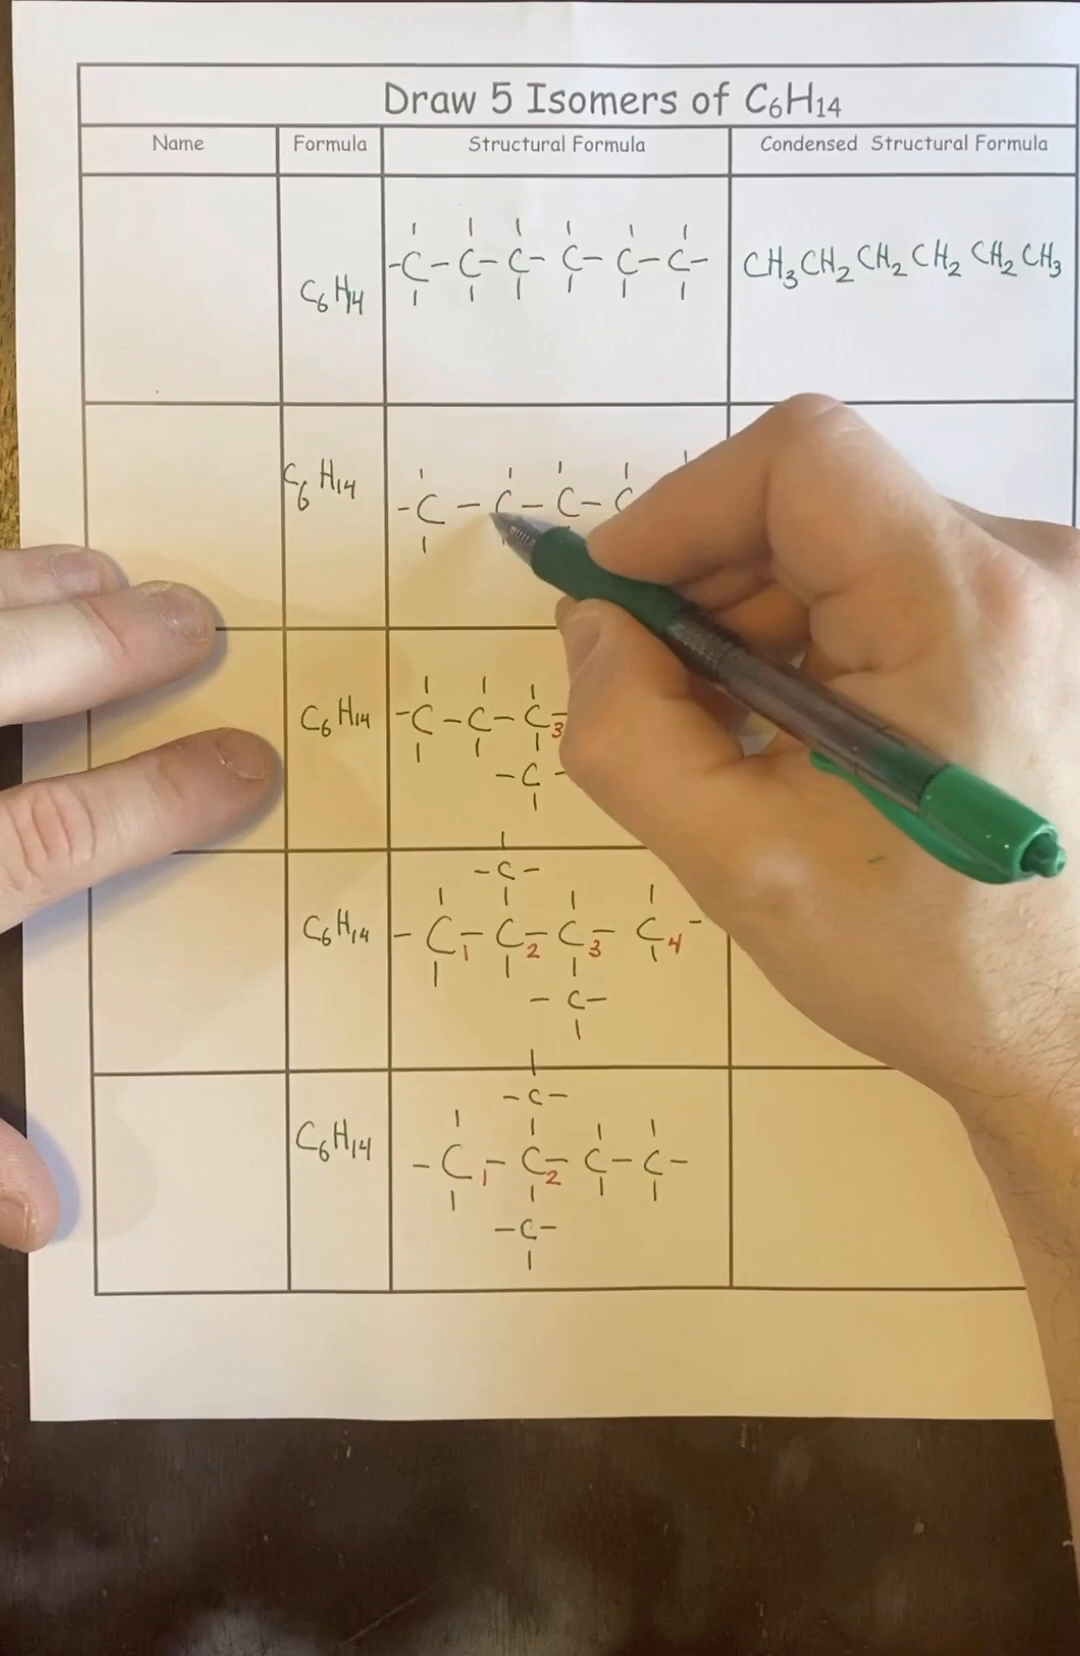 Draw 5 Isomers of C₆H₁₄
Name Formula Structural Formula Condensed Structural Formula
C₆H₁₄ -C-C-C-C-C-C- CH₃CH₂CH₂CH₂CH₂CH₃
C₆H₁₄ -C-C-C-C
C₆H₁₄ -C-C-C₃-
-C-
-C-
C₆H₁₄ -C₁-C₂-C₃-C₄-
-C-
-C-
C₆H₁₄ -C₁-C₂-C-C-
-C-